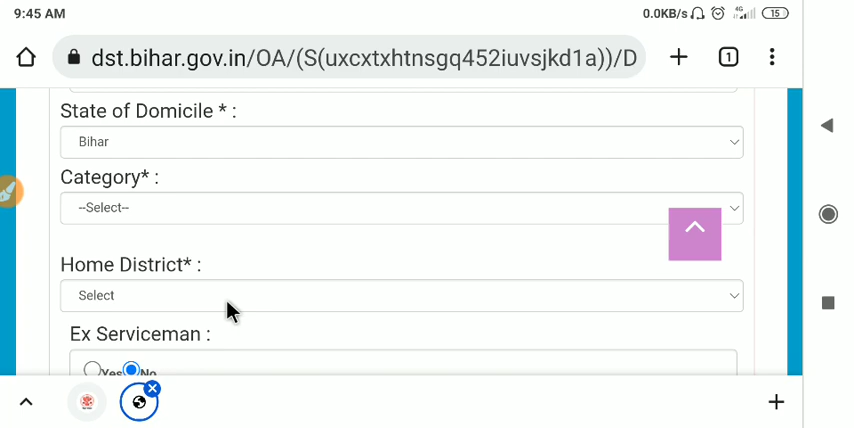 9:45 AM
0.0KB/s 4G 15
dst.bihar.gov.in/OA/(S(uxcxtxhtnsgq452iuvsjkd1a))/D
1
State of Domicile * :
Bihar
Category* :
--Select--
Home District* :
Select
Ex Serviceman :
Yes No